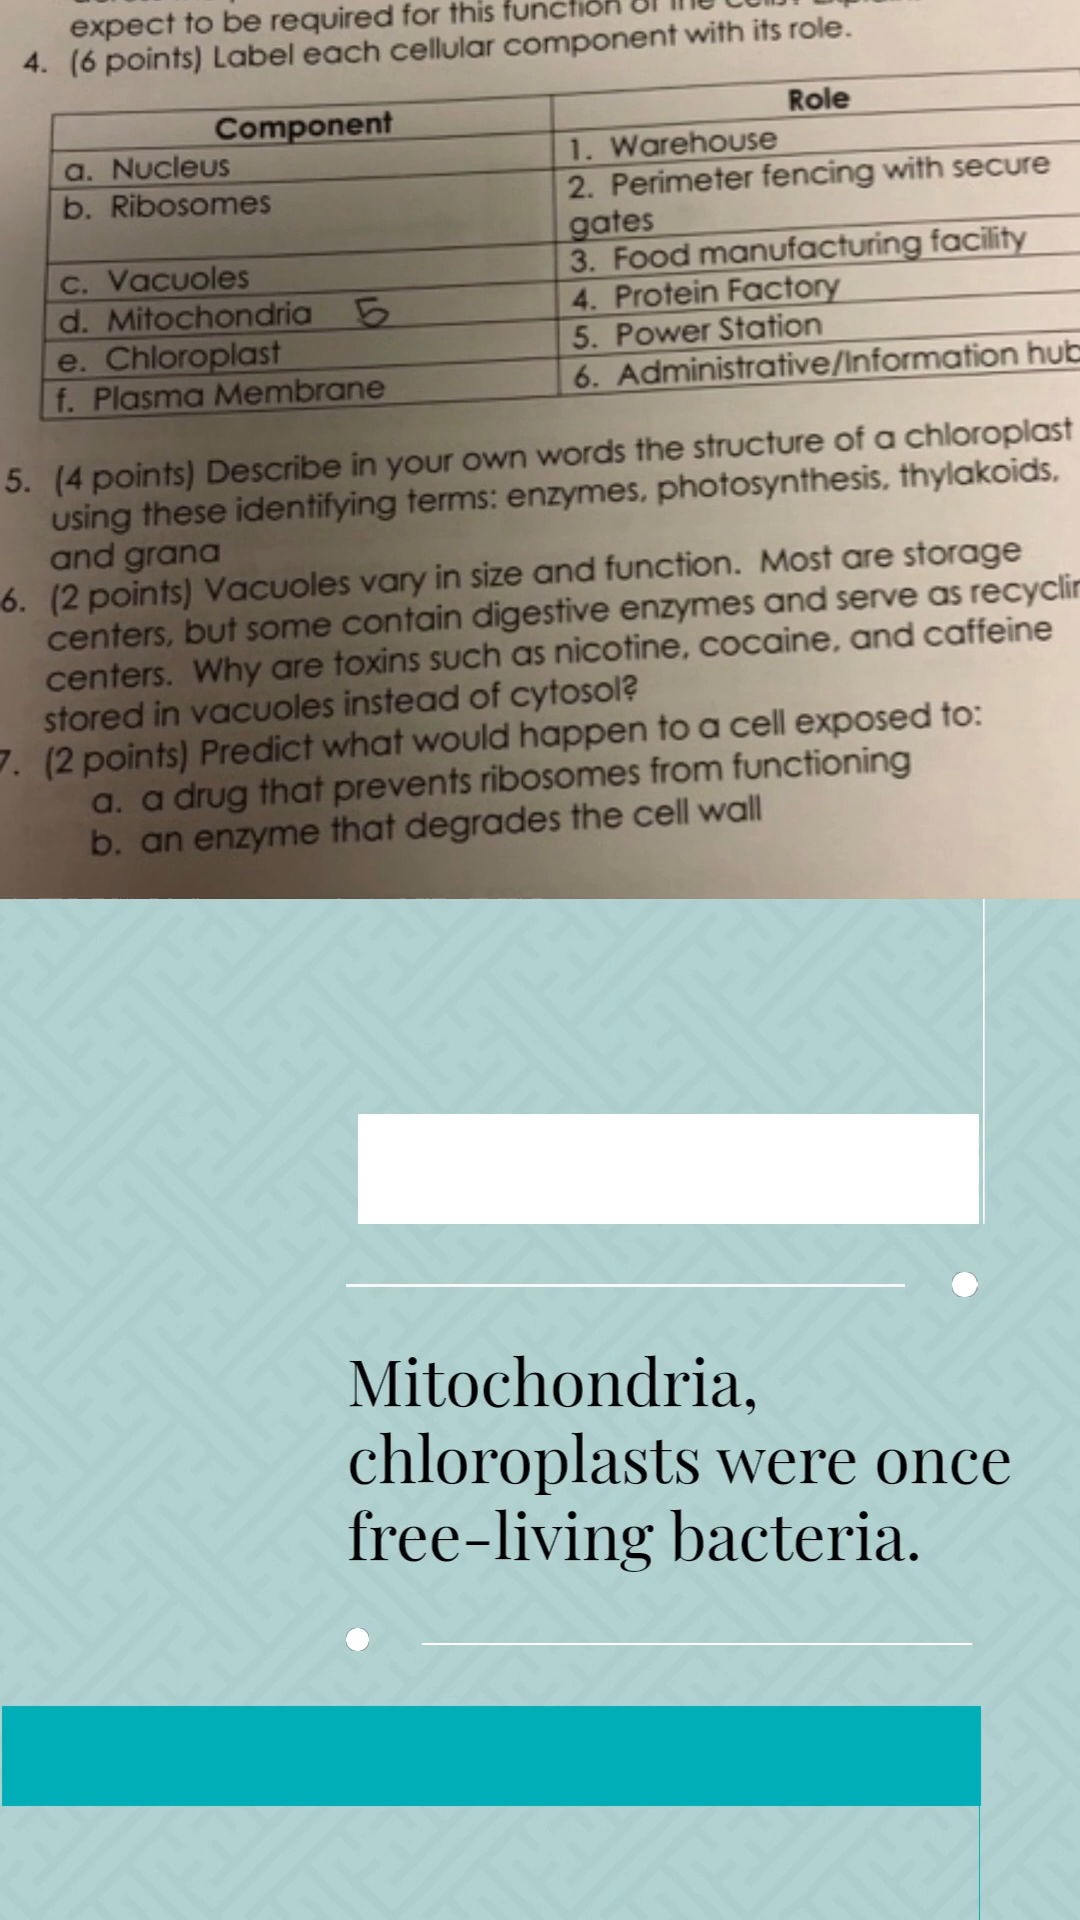 expect to be required for this function of the
4. (6 points) Label each cellular component with its role.
Component
Role
a. Nucleus
1. Warehouse
b. Ribosomes
2. Perimeter fencing with secure
gates
c. Vacuoles
3. Food manufacturing facility
d. Mitochondria 5
4. Protein Factory
e. Chloroplast
5. Power Station
f. Plasma Membrane
6. Administrative/Information hub
5. (4 points) Describe in your own words the structure of a chloroplast
using these identifying terms: enzymes, photosynthesis, thylakoids,
and grana
6. (2 points) Vacuoles vary in size and function. Most are storage
centers, but some contain digestive enzymes and serve as
centers. Why are toxins such as nicotine, cocaine, and caffeine
stored in vacuoles instead of cytosol?
7. (2 points) Predict what would happen to a cell exposed to:
a. a drug that prevents ribosomes from functioning
b. an enzyme that degrades the cell wall
Mitochondria,
chloroplasts were once
free-living bacteria.